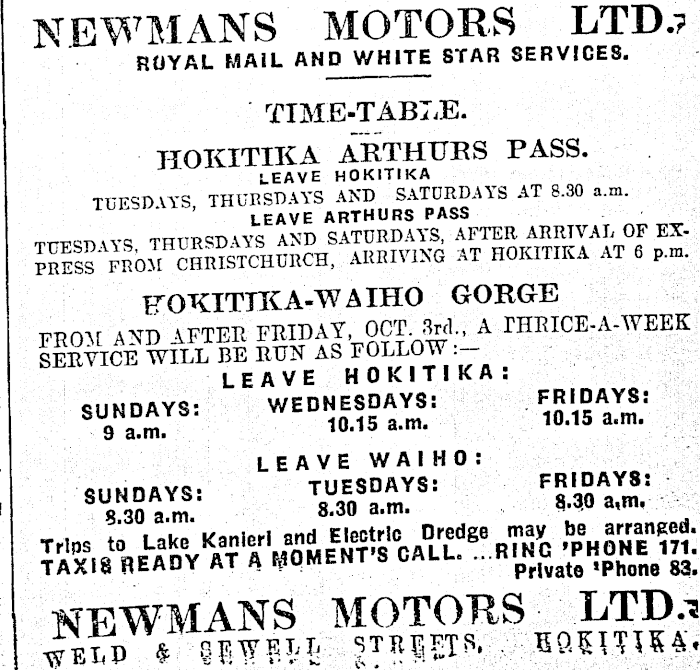 NEWMANS MOTORS LTD.,
ROYAL MAIL AND WHITE STAR SERVICES.
TIME-TABLE.
HOKITIKA ARTHURS PASS.
LEAVE HOKITIKA
TUESDAYS, THURSDAYS AND SATURDAYS AT 8.30 a.m.
LEAVE ARTHURS PASS
TUESDAYS, THURSDAYS AND SATURDAYS, AFTER ARRIVAL OF EX-
PRESS FROM CHRISTCHURCH, ARRIVING AT HOKITIKA AT 6 p.m.
HOKITIKA-WAIHO GORGE
FROM AND AFTER FRIDAY, OCT. 3rd., A THRICE-A-WEEK
SERVICE WILL BE RUN AS FOLLOW :—
LEAVE HOKITIKA:
SUNDAYS: WEDNESDAYS: FRIDAYS:
9 a.m. 10.15 a.m. 10.15 a.m.
LEAVE WAIHO:
SUNDAYS: TUESDAYS: FRIDAYS:
8.30 a.m. 8.30 a.m. 8.30 a.m.
Trips to Lake Kanieri and Electric Dredge may be arranged.
TAXIS READY AT A MOMENT'S CALL. ...RING 'PHONE 171.
Private 'Phone 83.
NEWMANS MOTORS LTD.,
WELD & SEWELL STREETS, HOKITIKA.